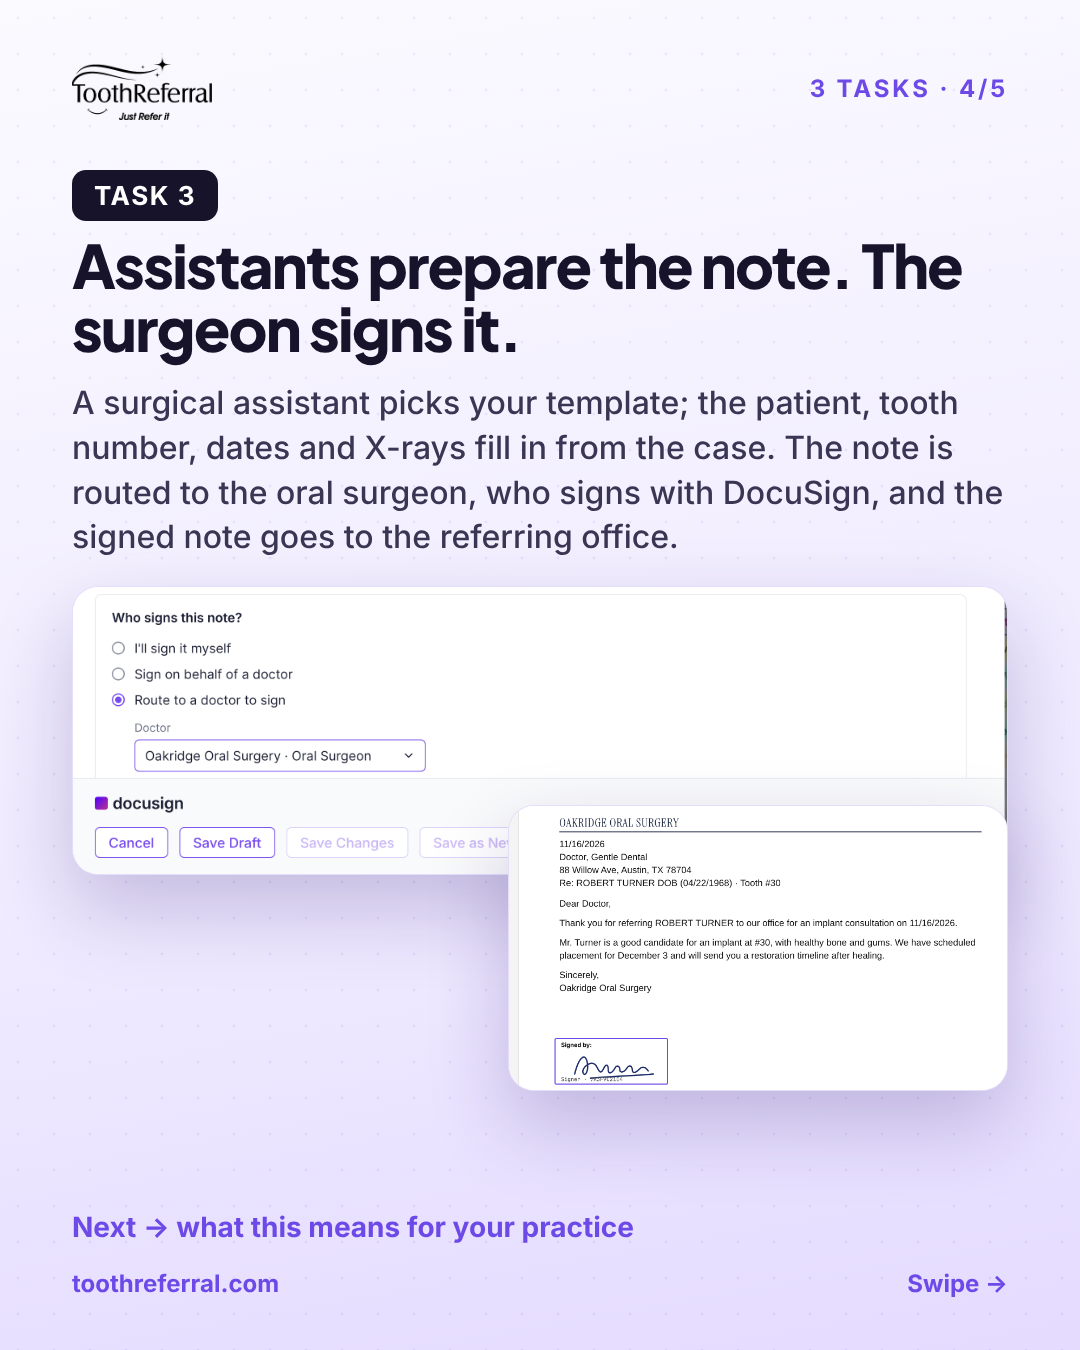 ToothReferral
Just Refer it
3 TASKS · 4/5
TASK 3
Assistants prepare the note. The
surgeon signs it.
A surgical assistant picks your template; the patient, tooth
number, dates and X-rays fill in from the case. The note is
routed to the oral surgeon, who signs with DocuSign, and the
signed note goes to the referring office.
Who signs this note?
I'll sign it myself
Sign on behalf of a doctor
Route to a doctor to sign
Doctor
Oakridge Oral Surgery · Oral Surgeon
docusign
Cancel
Save Draft
Save Changes
Save as
OAKRIDGE ORAL SURGERY
11/16/2026
Doctor, Gentle Dental
88 Willow Ave, Austin, TX 78704
Re: ROBERT TURNER DOB (04/22/1968) · Tooth #30
Dear Doctor,
Thank you for referring ROBERT TURNER to our office for an implant consultation on 11/16/2026.
Mr. Turner is a good candidate for an implant at #30, with healthy bone and gums. We have scheduled
placement for December 3 and will send you a restoration timeline after healing.
Sincerely,
Oakridge Oral Surgery
Signed by:
Signer ·
Next → what this means for your practice
toothreferral.com
Swipe →